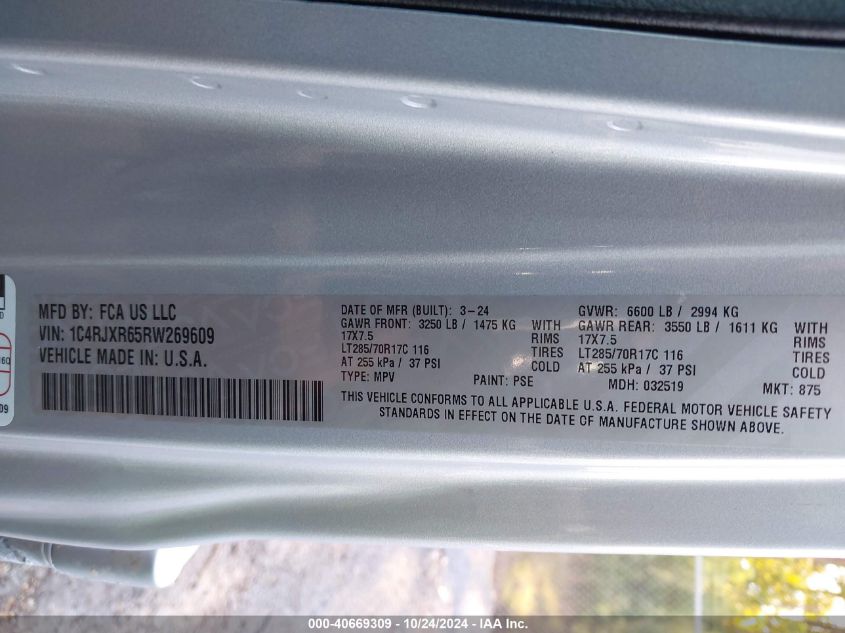 D
160
09
MFD BY: FCA US LLC
VIN: 1C4RJXR65RW269609
VEHICLE MADE IN: U.S.A.
DATE OF MFR (BUILT): 3-24
GVWR: 6600 LB / 2994 KG
GAWR FRONT: 3250 LB / 1475 KG WITH
17X7.5 RIMS
LT285/70R17C 116 TIRES
AT 255 kPa / 37 PSI COLD
GAWR REAR: 3550 LB / 1611 KG WITH
17X7.5 RIMS
LT285/70R17C 116 TIRES
AT 255 kPa / 37 PSI COLD
TYPE: MPV PAINT: PSE MDH: 032519 MKT: 875
THIS VEHICLE CONFORMS TO ALL APPLICABLE U.S.A. FEDERAL MOTOR VEHICLE SAFETY
STANDARDS IN EFFECT ON THE DATE OF MANUFACTURE SHOWN ABOVE.
000-40669309 - 10/24/2024 - IAA Inc.